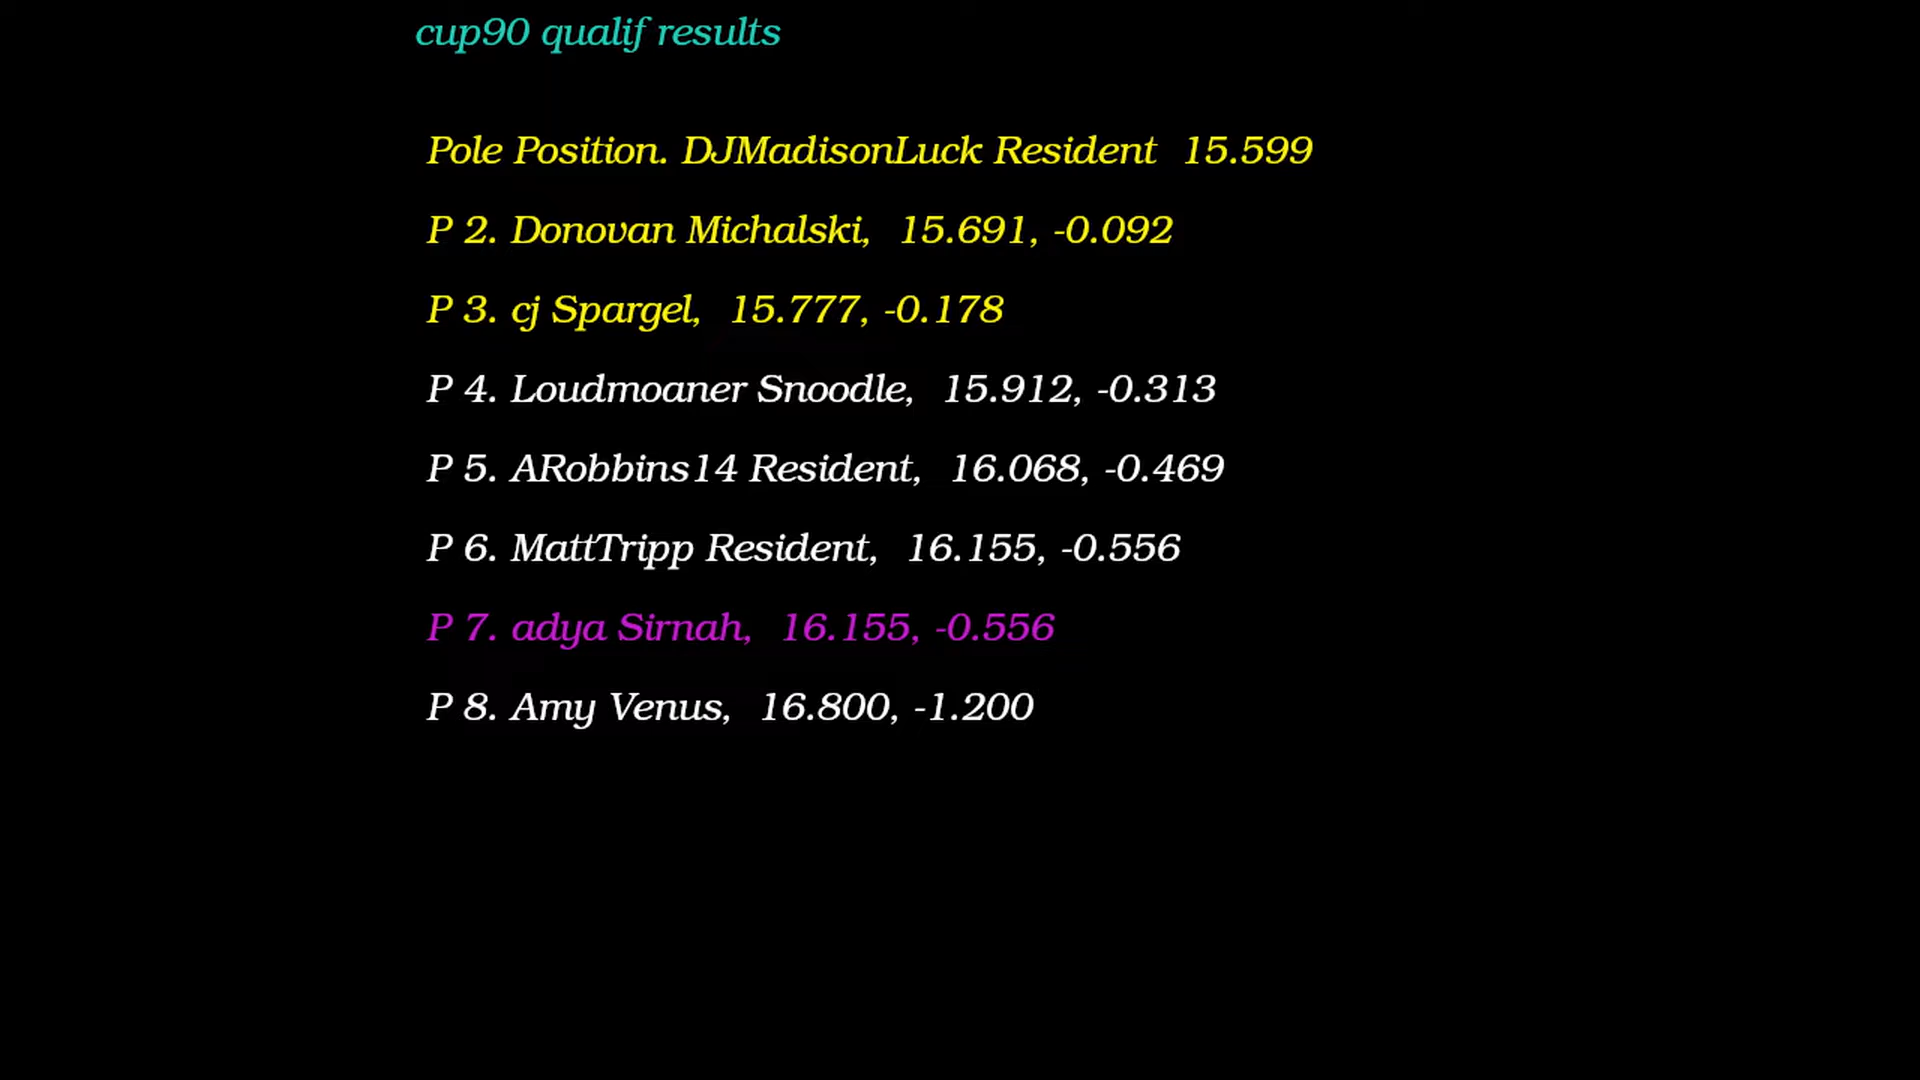 cup90 qualif results
Pole Position. DJMadisonLuck Resident 15.599
P 2. Donovan Michalski, 15.691, -0.092
P 3. cj Spargel, 15.777, -0.178
P 4. Loudmoaner Snoodle, 15.912, -0.313
P 5. ARobbins14 Resident, 16.068, -0.469
P 6. MattTripp Resident, 16.155, -0.556
P 7. adya Sirnah, 16.155, -0.556
P 8. Amy Venus, 16.800, -1.200